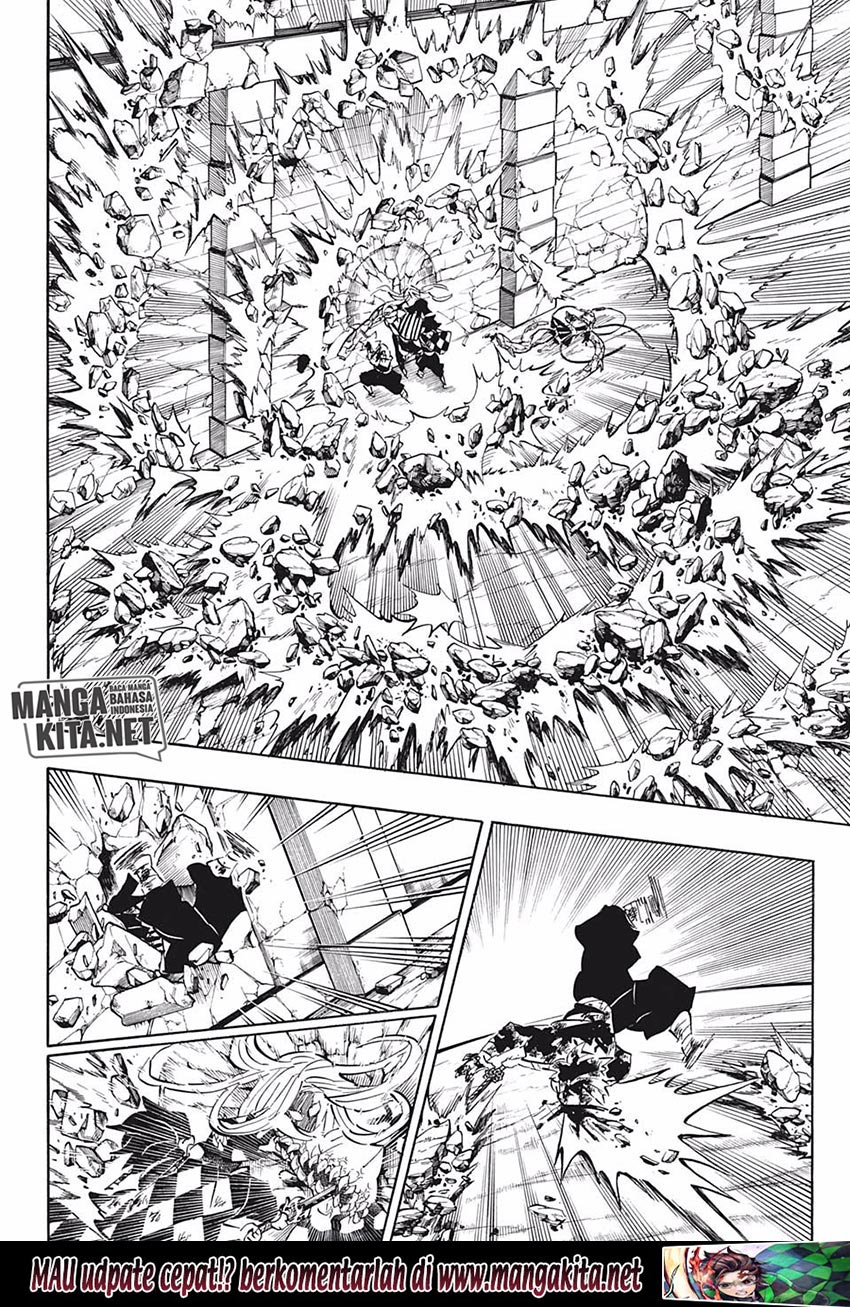 MANGA
KITA.NET
BACA MANGA
BAHASA
INDONESIA
MAU udpate cepat!? berkomentarlah di www.mangakita.net